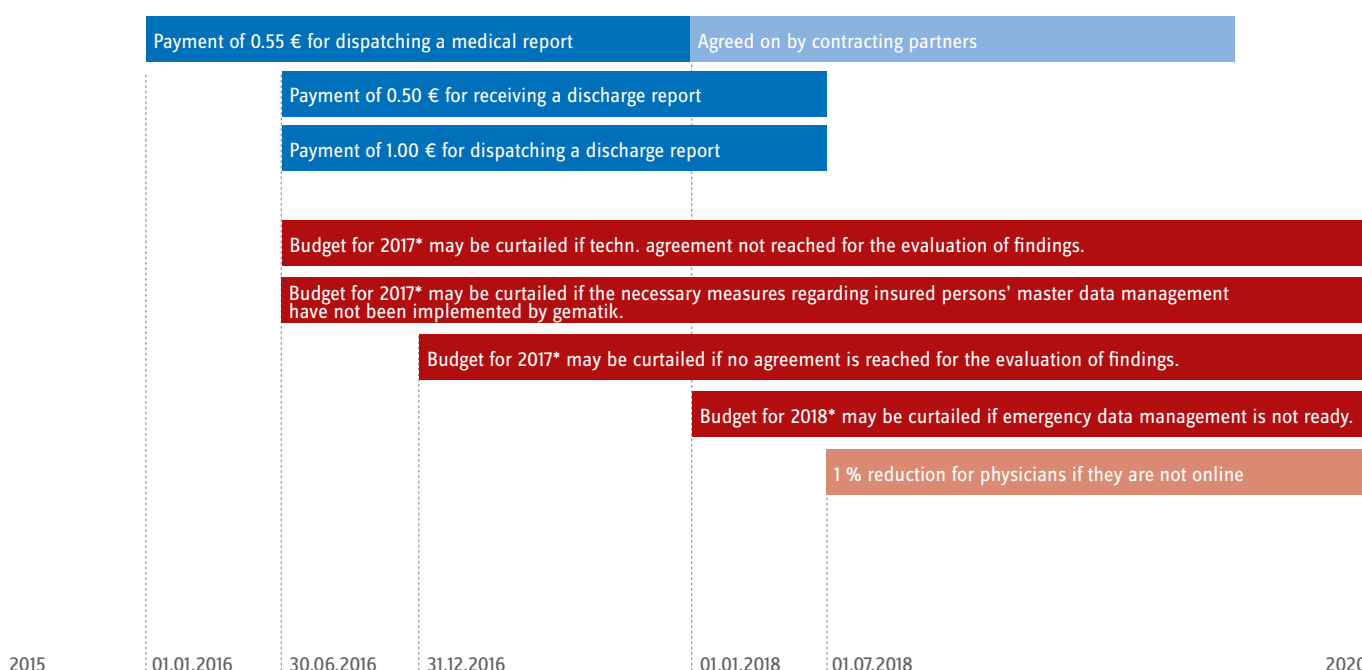 Payment of 0.55 € for dispatching a medical report
Agreed on by contracting partners
Payment of 0.50 € for receiving a discharge report
Payment of 1.00 € for dispatching a discharge report
Budget for 2017* may be curtailed if techn. agreement not reached for the evaluation of findings.
Budget for 2017* may be curtailed if the necessary measures regarding insured persons’ master data management
have not been implemented by gematik.
Budget for 2017* may be curtailed if no agreement is reached for the evaluation of findings.
Budget for 2018* may be curtailed if emergency data management is not ready.
1 % reduction for physicians if they are not online
2015
01.01.2016
30.06.2016
31.12.2016
01.01.2018
01.07.2018
2020